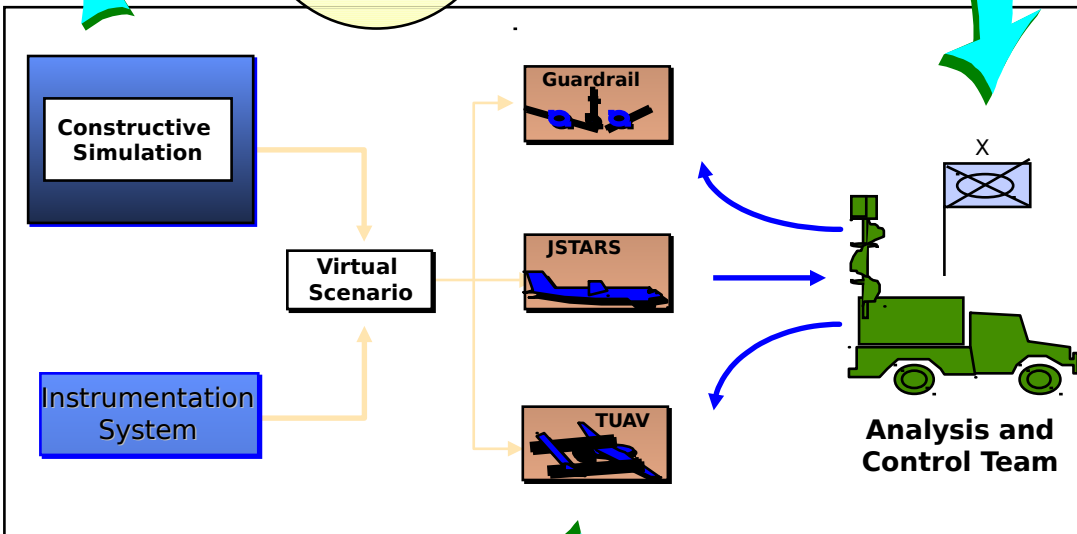 Constructive
Simulation
Guardrail
X
Virtual
Scenario
JSTARS
Instrumentation
System
TUAV
Analysis and
Control Team